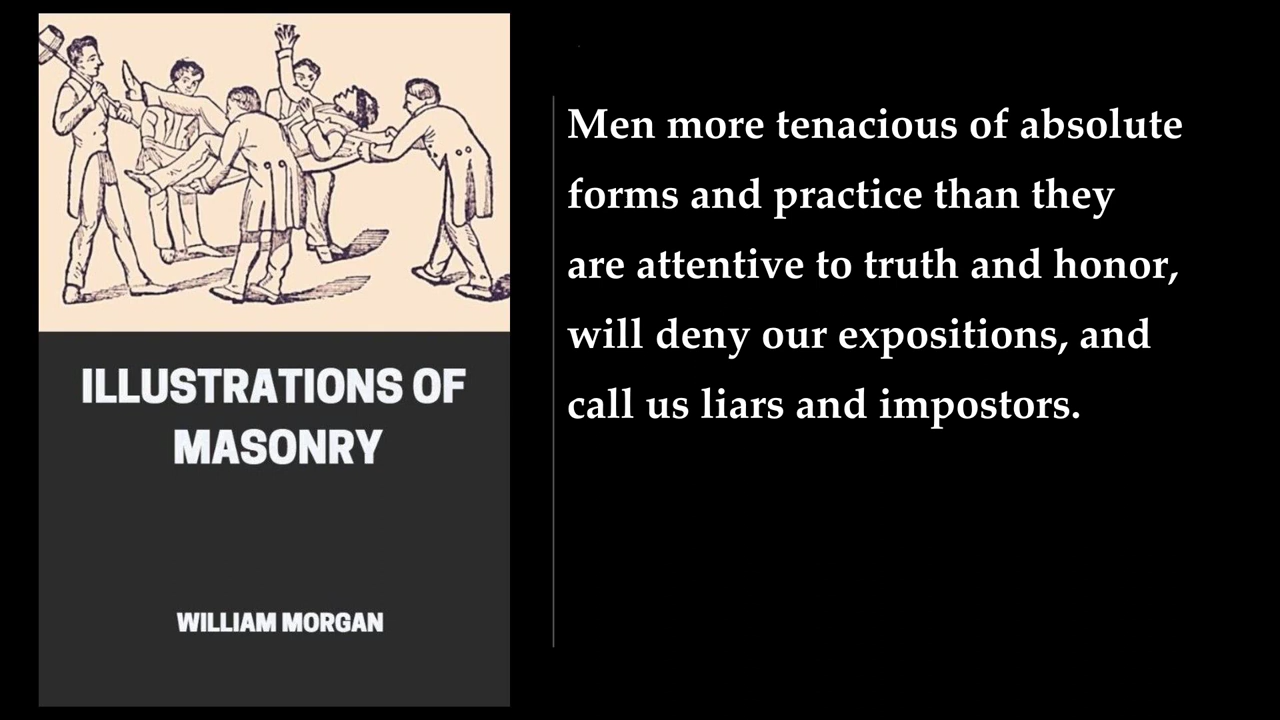 ILLUSTRATIONS OF
MASONRY
WILLIAM MORGAN
Men more tenacious of absolute
forms and practice than they
are attentive to truth and honor,
will deny our expositions, and
call us liars and impostors.